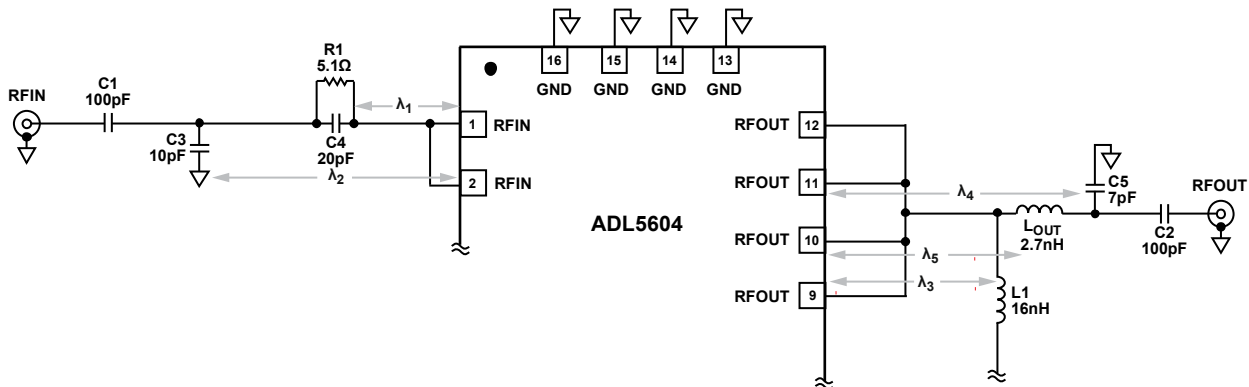 16
15
14
13
GND
GND
GND
GND
R1
5.1Ω
C1
100pF
RFIN
λ1
C3
10pF
C4
20pF
λ2
1
RFIN
2
RFIN
ADL5604
RFOUT
12
RFOUT
11
RFOUT
10
RFOUT
9
λ4
λ5
λ3
LOUT
2.7nH
L1
16nH
C5
7pF
C2
100pF
RFOUT